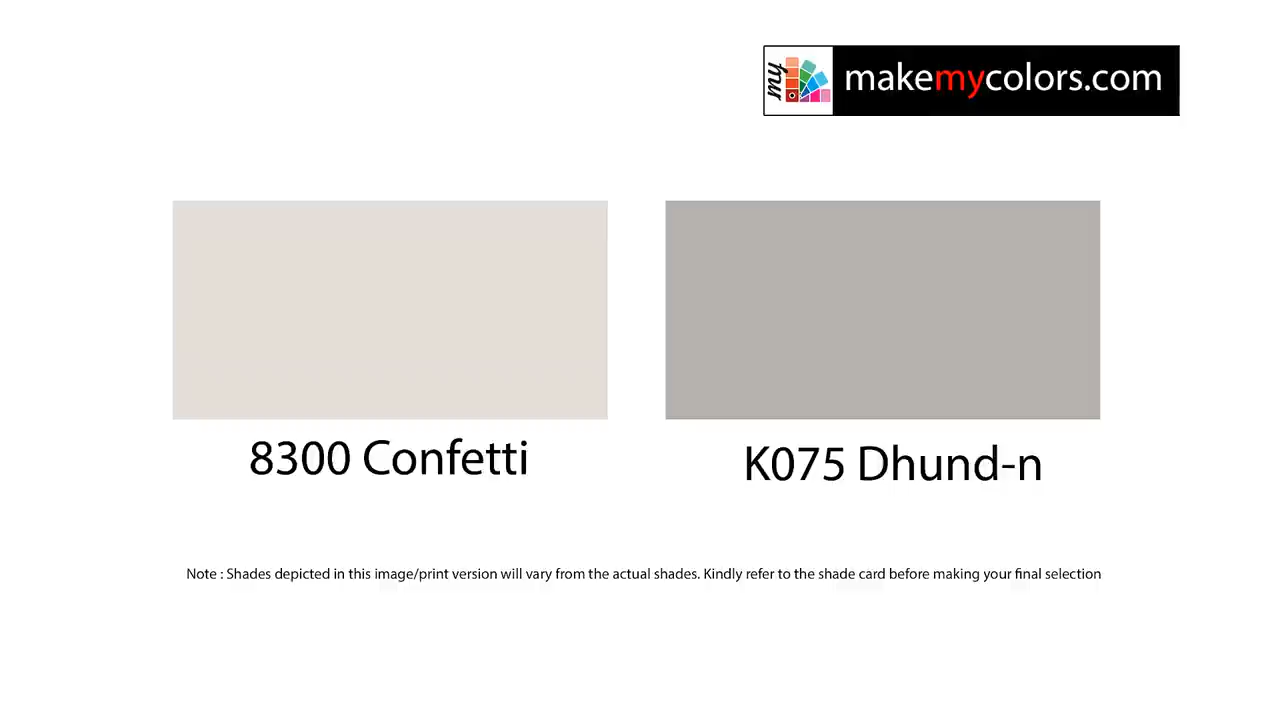 my
makemycolors.com
8300 Confetti
K075 Dhund-n
Note : Shades depicted in this image/print version will vary from the actual shades. Kindly refer to the shade card before making your final selection